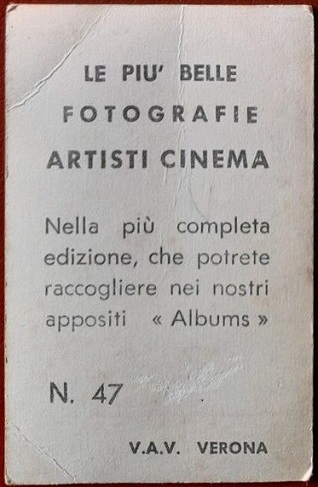 LE PIU' BELLE
FOTOGRAFIE
ARTISTI CINEMA
Nella più completa
edizione, che potrete
raccogliere nei nostri
appositi « Albums »
N. 47
V.A.V. VERONA